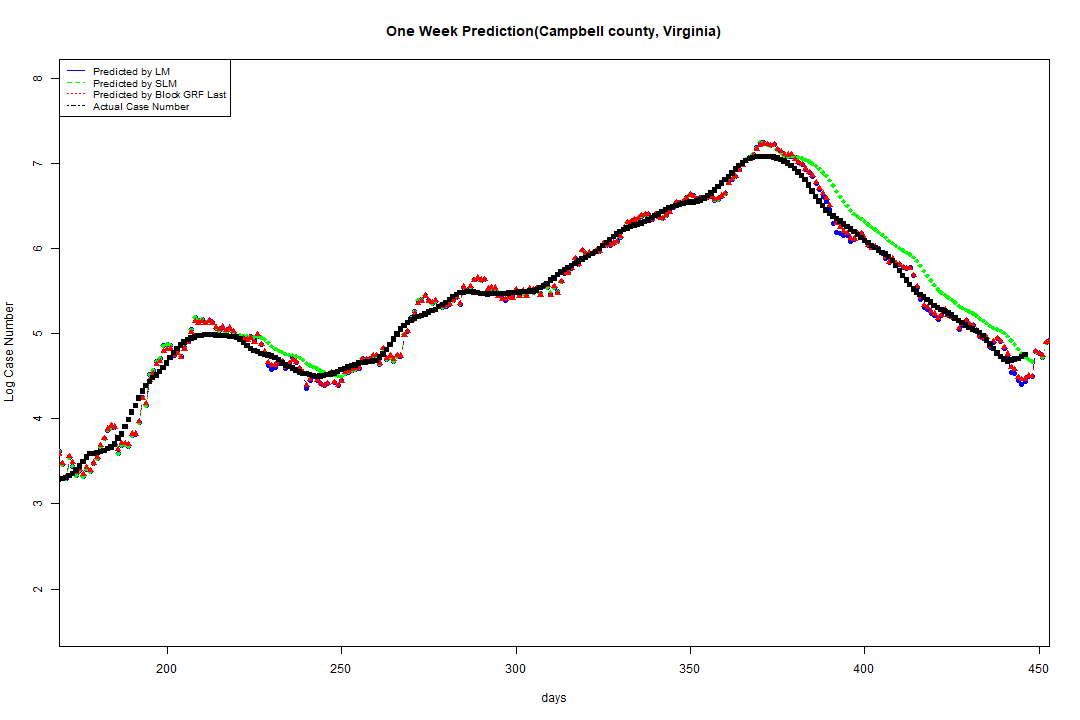 One Week Prediction(Campbell county, Virginia)
Predicted by LM
Predicted by SLM
Predicted by Block GRF Last
Actual Case Number
Log Case Number
8
7
6
5
4
3
2
200 250 300 350 400 450
days